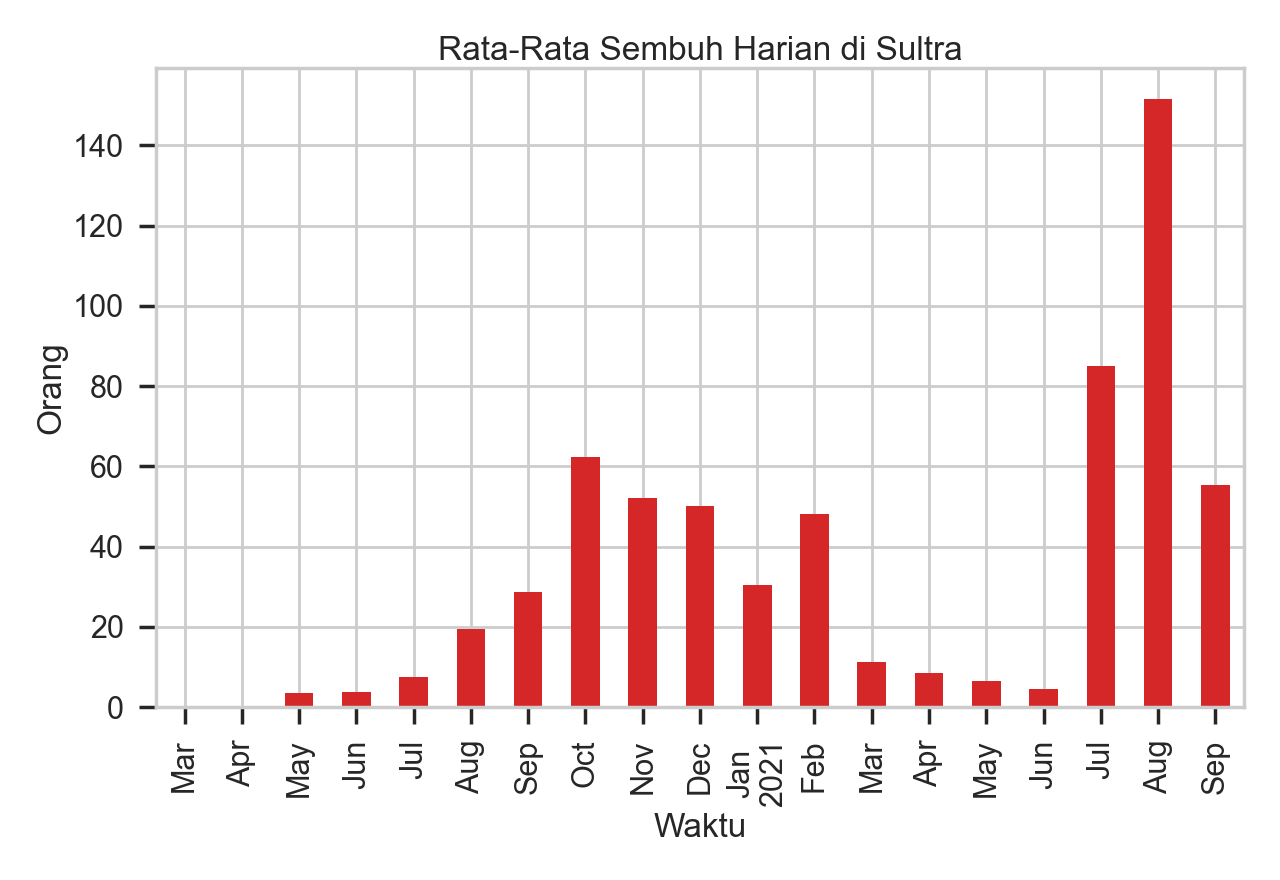 Rata-Rata Sembuh Harian di Sultra
Orang
140
120
100
80
60
40
20
0
Mar
Apr
May
Jun
Jul
Aug
Sep
Oct
Nov
Dec
Jan
2021
Feb
Mar
Apr
May
Jun
Jul
Aug
Sep
Waktu